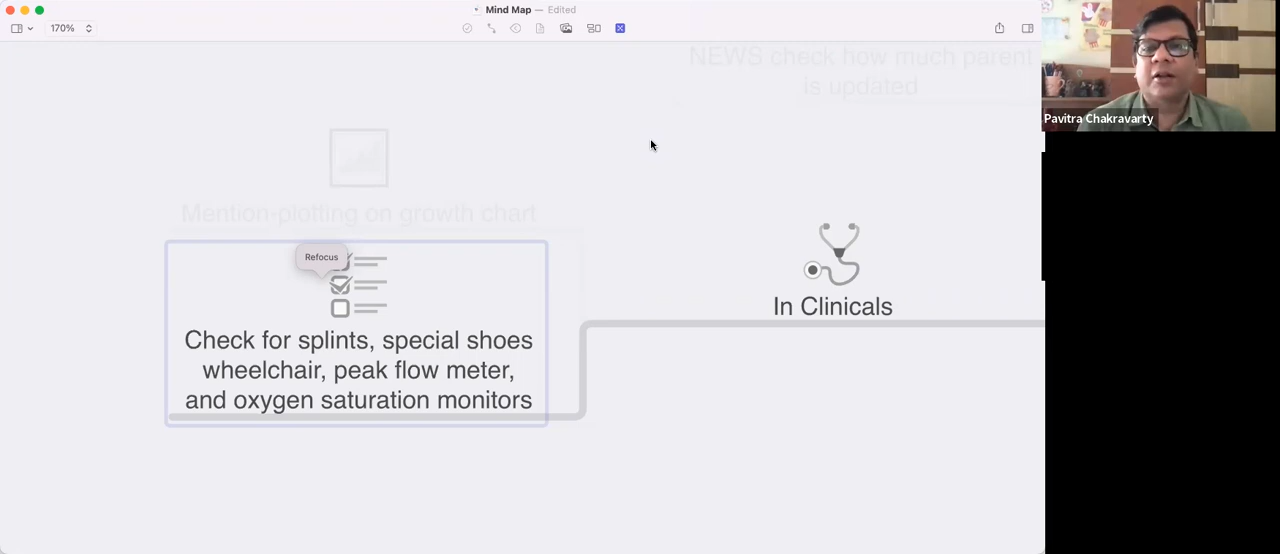 Mind Map — Edited
170%
NEWS check how much parent
is updated
Pavitra Chakravarty
Mention-plotting on growth chart
Refocus
In Clinicals
Check for splints, special shoes
wheelchair, peak flow meter,
and oxygen saturation monitors